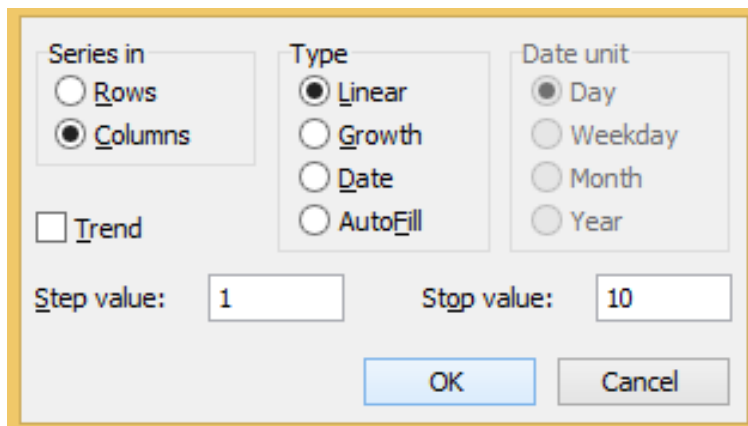 Series in
Rows
Columns
Trend
Type
Linear
Growth
Date
AutoFill
Date unit
Day
Weekday
Month
Year
Step value: 1
Stop value: 10
OK
Cancel